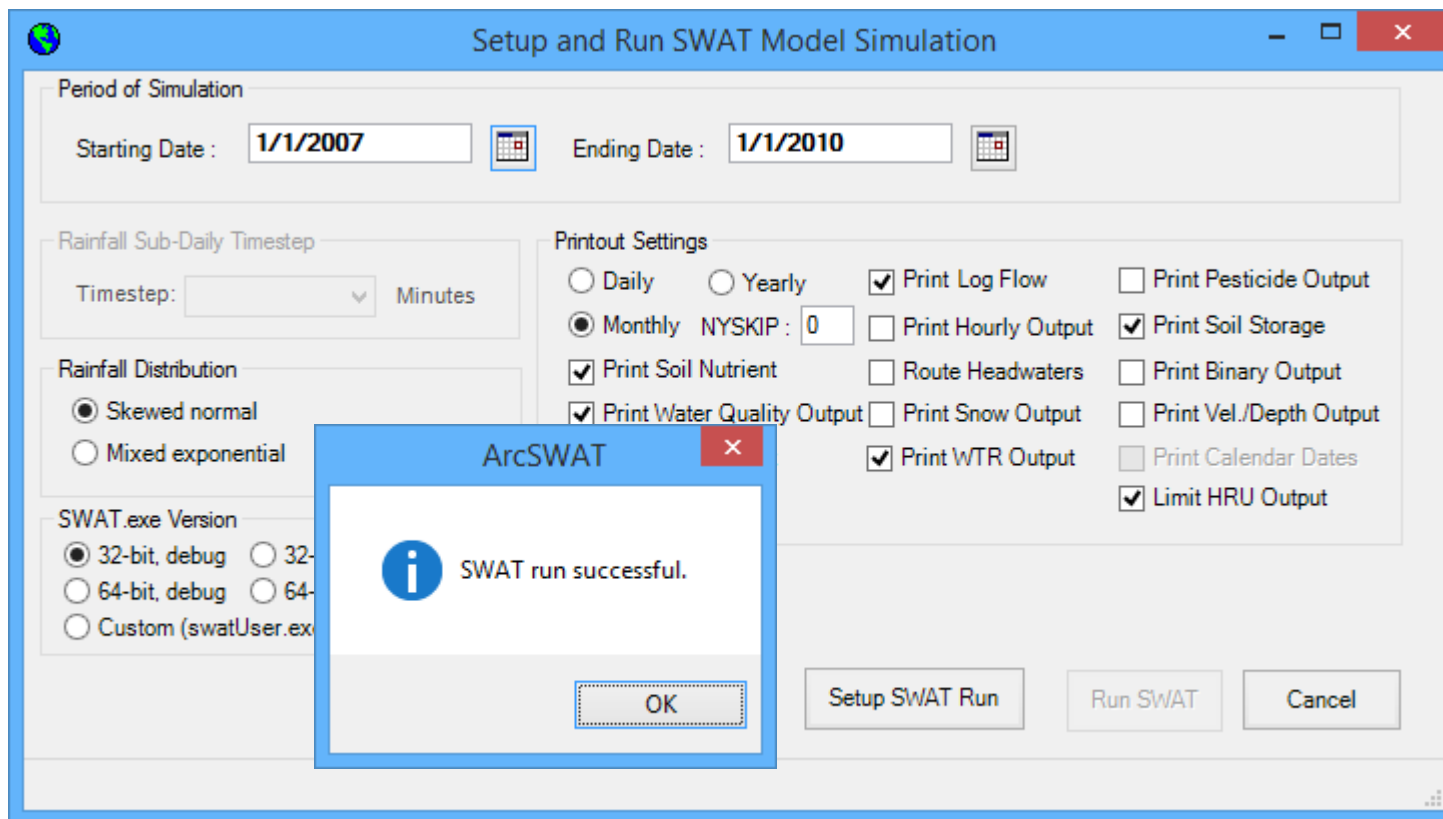 Setup and Run SWAT Model Simulation
Period of Simulation
Starting Date : 1/1/2007 Ending Date : 1/1/2010
Rainfall Sub-Daily Timestep
Timestep: Minutes
Rainfall Distribution
Skewed normal
Mixed exponential
SWAT.exe Version
32-bit, debug 32-
64-bit, debug 64-
Custom (swatUser.ex
Printout Settings
Daily Yearly Print Log Flow Print Pesticide Output
Monthly NYSKIP : 0 Print Hourly Output Print Soil Storage
Print Soil Nutrient Route Headwaters Print Binary Output
Print Water Quality Output Print Snow Output Print Vel./Depth Output
Print WTR Output Print Calendar Dates
Limit HRU Output
ArcSWAT
SWAT run successful.
OK
Setup SWAT Run Run SWAT Cancel